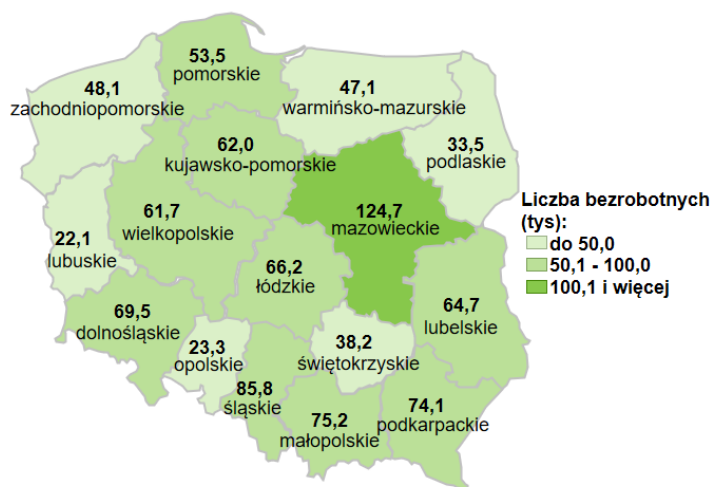 53,5
pomorskie
48,1
zachodniopomorskie
47,1
warmińsko-mazurskie
62,0
kujawsko-pomorskie
33,5
podlaskie
124,7
mazowieckie
61,7
wielkopolskie
22,1
lubuskie
66,2
łódzkie
64,7
lubelskie
69,5
dolnośląskie
23,3
opolskie
38,2
świętokrzyskie
85,8
śląskie
75,2
małopolskie
74,1
podkarpackie
Liczba bezrobotnych
(tys):
do 50,0
50,1 - 100,0
100,1 i więcej